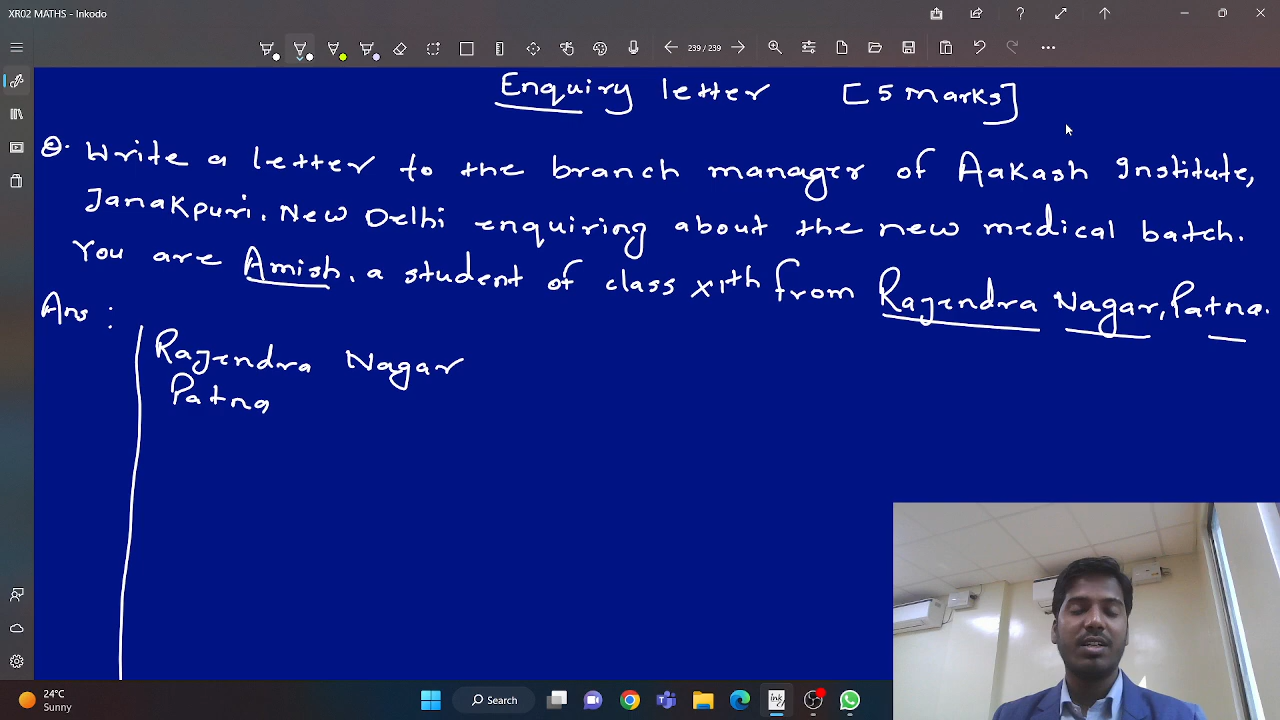 XR02 MATHS - Inkodo
239 / 239
Enquiry letter [5 Marks]
Q. Write a letter to the branch manager of Aakash Institute,
Janakpuri. New Delhi enquiring about the new medical batch.
You are Amish, a student of class XIth from Rajendra Nagar, Patna.
Ans :
Rajendra Nagar
Patna
24°C
Sunny
Search
ink